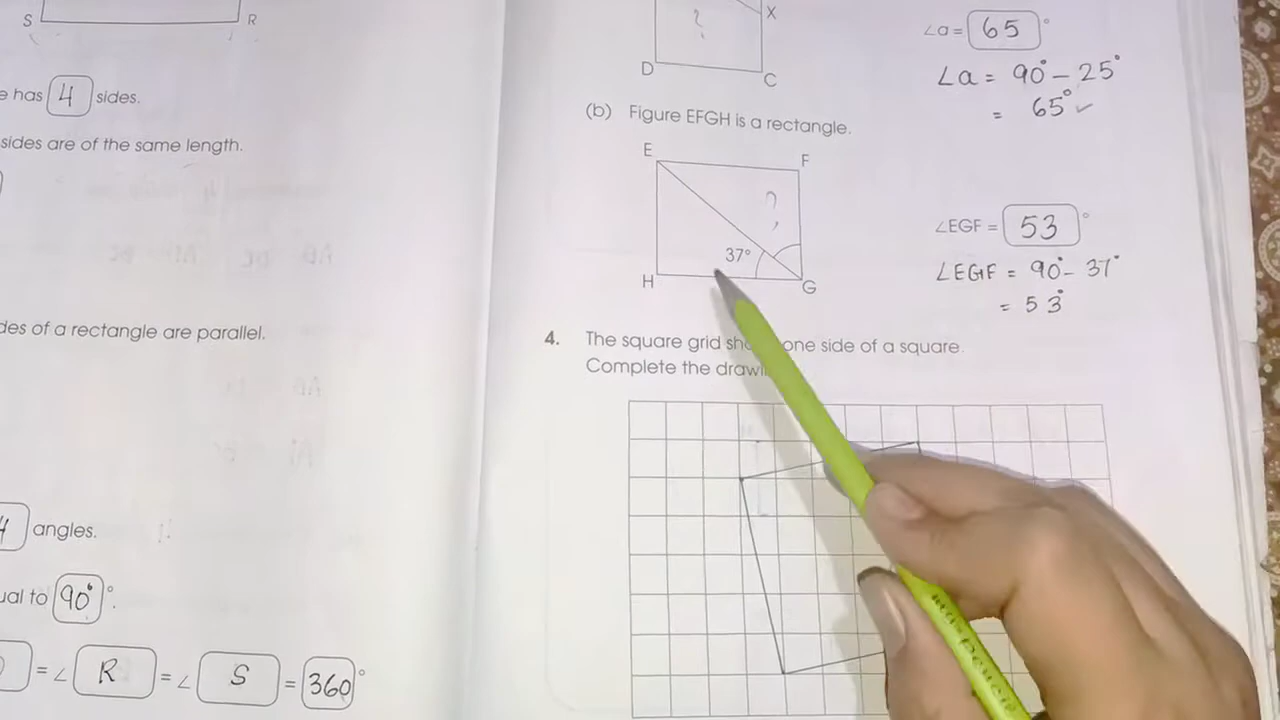 S R
e has 4 sides.
sides are of the same length.
des of a rectangle are parallel.
4 angles.
ual to 90° °.
= ∠ R = ∠ S = 360 °
?
X
D
C
∠a = 65 °
∠a = 90° - 25°
= 65° ✓
(b) Figure EFGH is a rectangle.
E
F
?
37°
H
G
∠EGF = 53 °
∠EGF = 90° - 37°
= 53°
4. The square grid sh one side of a square.
Complete the drawi